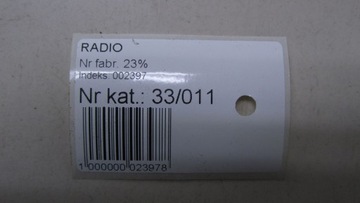 RADIO
Nr fabr. 23%
Indeks: 002397
Nr kat.: 33/011
1 000000 023978